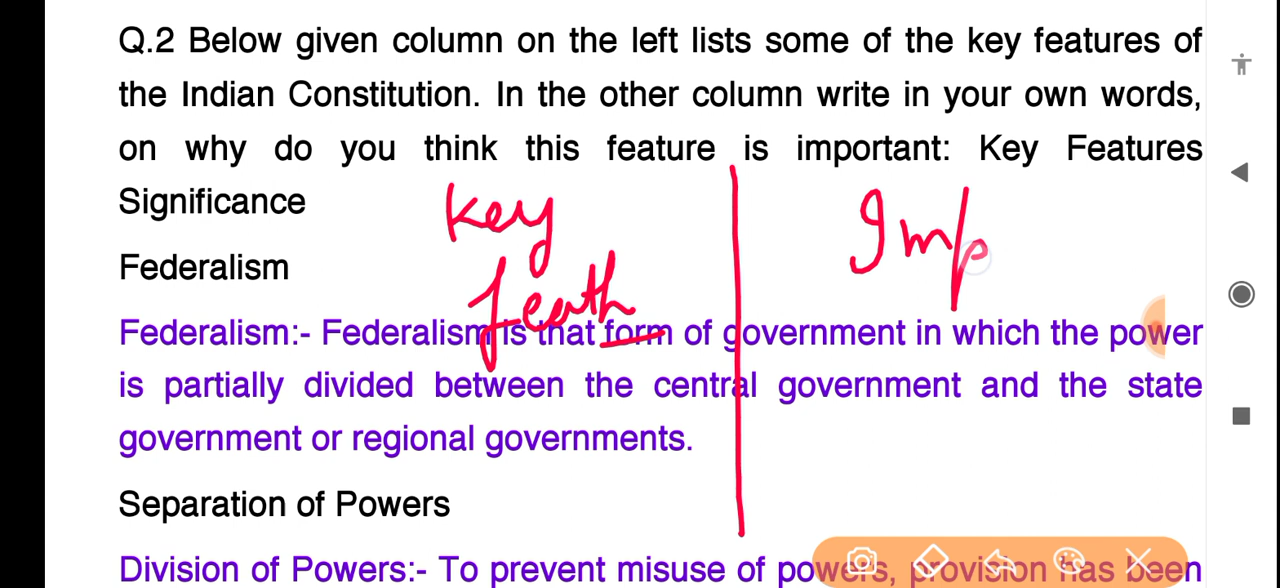 Q.2 Below given column on the left lists some of the key features of
the Indian Constitution. In the other column write in your own words,
on why do you think this feature is important: Key Features
Significance
Key
feath
Imp
Federalism
Federalism:- Federalism is that form of government in which the power
is partially divided between the central government and the state
government or regional governments.
Separation of Powers
Division of Powers:- To prevent misuse of powers, provision has been